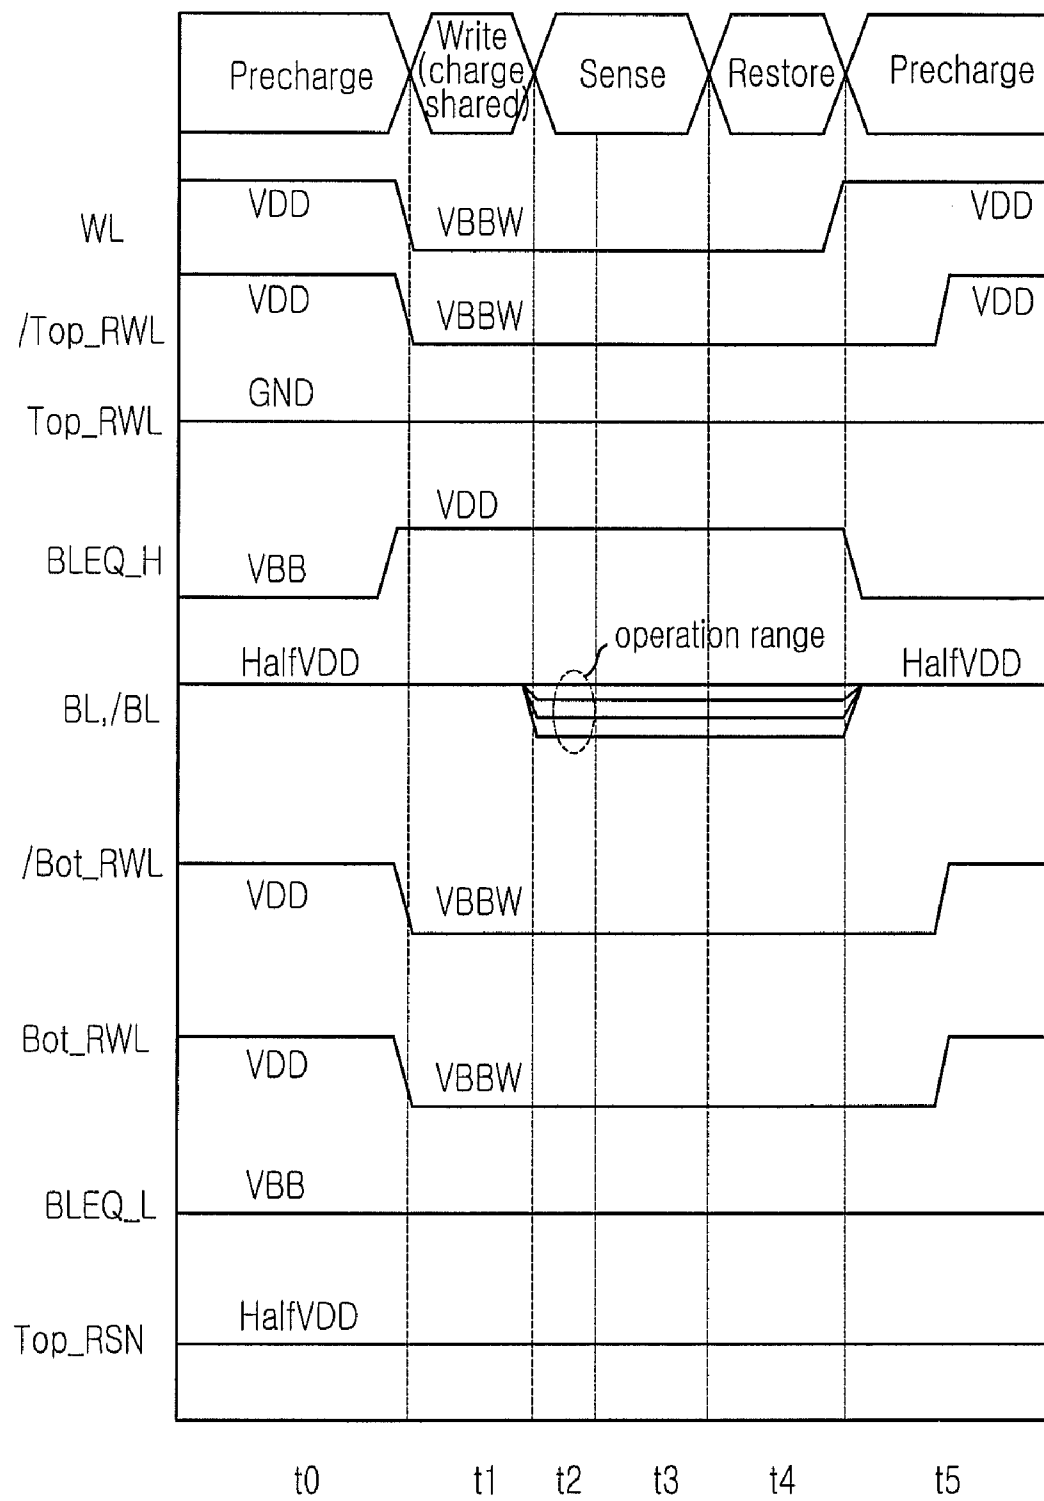 Precharge
Write
(charge
shared)
Sense
Restore
Precharge
WL
VDD
VBBW
VDD
/Top_RWL
VDD
VBBW
VDD
Top_RWL
GND
BLEQ_H
VBB
VDD
operation range
BL,/BL
HalfVDD
HalfVDD
/Bot_RWL
VDD
VBBW
Bot_RWL
VDD
VBBW
BLEQ_L
VBB
Top_RSN
HalfVDD
t0 t1 t2 t3 t4 t5